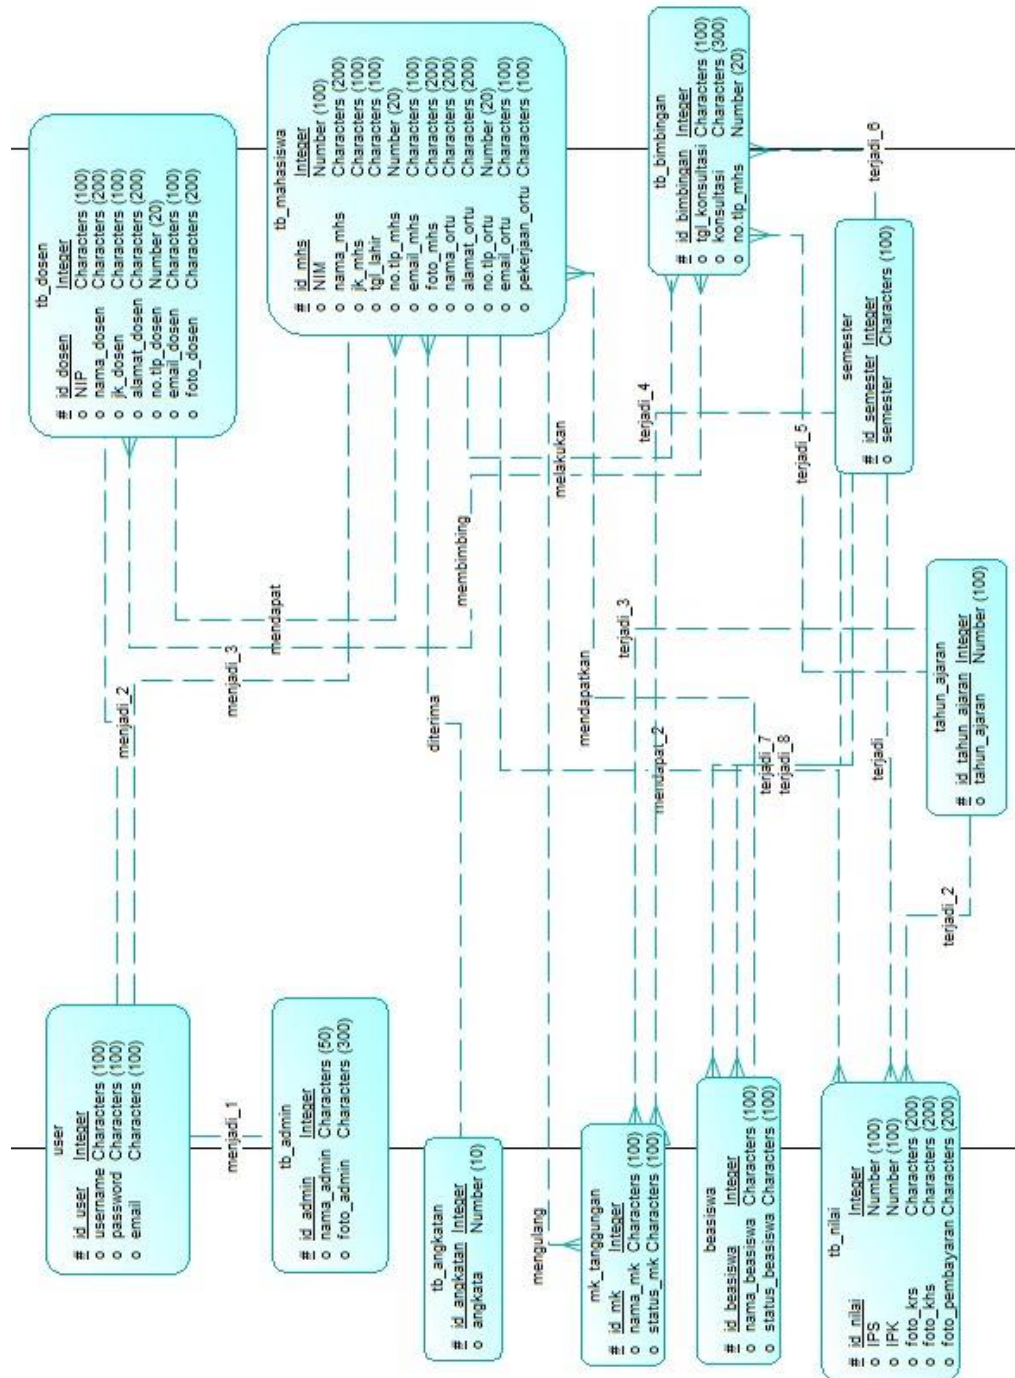 user
# id_user Integer
o username Characters (100)
o password Characters (100)
o email Characters (100)
menjadi_1
tb_admin
# id_admin Integer
o nama_admin Characters (50)
o foto_admin Characters (300)
tb_angkatan
# id_angkatan Integer
o angkata Number (10)
mengulang
mk_tanggungan
# id_mk Integer
o nama_mk Characters (100)
o status_mk Characters (100)
beasiswa
# id_beasiswa Integer
o nama_beasiswa Characters (100)
o status_beasiswa Characters (100)
tb_nilai
# id_nilai Integer
o IPS Number (100)
o IPK Number (100)
o foto_krs Characters (200)
o foto_khs Characters (200)
o foto_pembayaran Characters (200)
menjadi_2
menjadi_3
mendapat
membimbing
diterima
melakukan
mendapatkan
mendapat_2
terjadi_3
terjadi_4
terjadi_5
terjadi_6
terjadi_7
terjadi_8
terjadi
terjadi_2
tb_dosen
# id_dosen Integer
o NIP Characters (100)
o nama_dosen Characters (200)
o jk_dosen Characters (100)
o alamat_dosen Characters (200)
o no.tlp_dosen Number (20)
o email_dosen Characters (100)
o foto_dosen Characters (200)
tb_mahasiswa
# id_mhs Integer
o NIM Number (100)
o nama_mhs Characters (200)
o jk_mhs Characters (100)
o tgl_lahir Characters (100)
o no.tlp_mhs Number (20)
o email_mhs Characters (100)
o foto_mhs Characters (200)
o nama_ortu Characters (200)
o alamat_ortu Characters (200)
o no.tlp_ortu Number (20)
o email_ortu Characters (100)
o pekerjaan_ortu Characters (100)
tb_bimbingan
# id_bimbingan Integer
o tgl_konsultasi Characters (100)
o konsultasi Characters (300)
o no.tlp_mhs Number (20)
semester
# id_semester Integer
o semester Characters (100)
tahun_ajaran
# id_tahun_ajaran Integer
o tahun_ajaran Number (100)